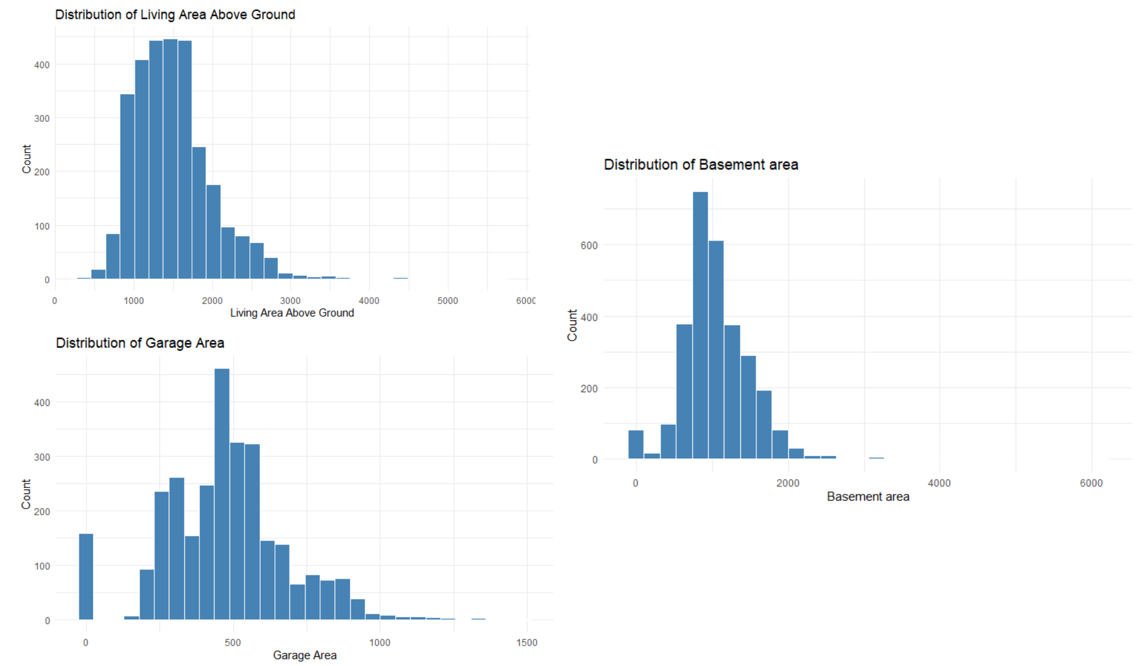 Distribution of Living Area Above Ground
Count
400
300
200
100
0
0 1000 2000 3000 4000 5000 6000
Living Area Above Ground
Distribution of Garage Area
Count
400
300
200
100
0
0 500 1000 1500
Garage Area
Distribution of Basement area
Count
600
400
200
0
0 2000 4000 6000
Basement area